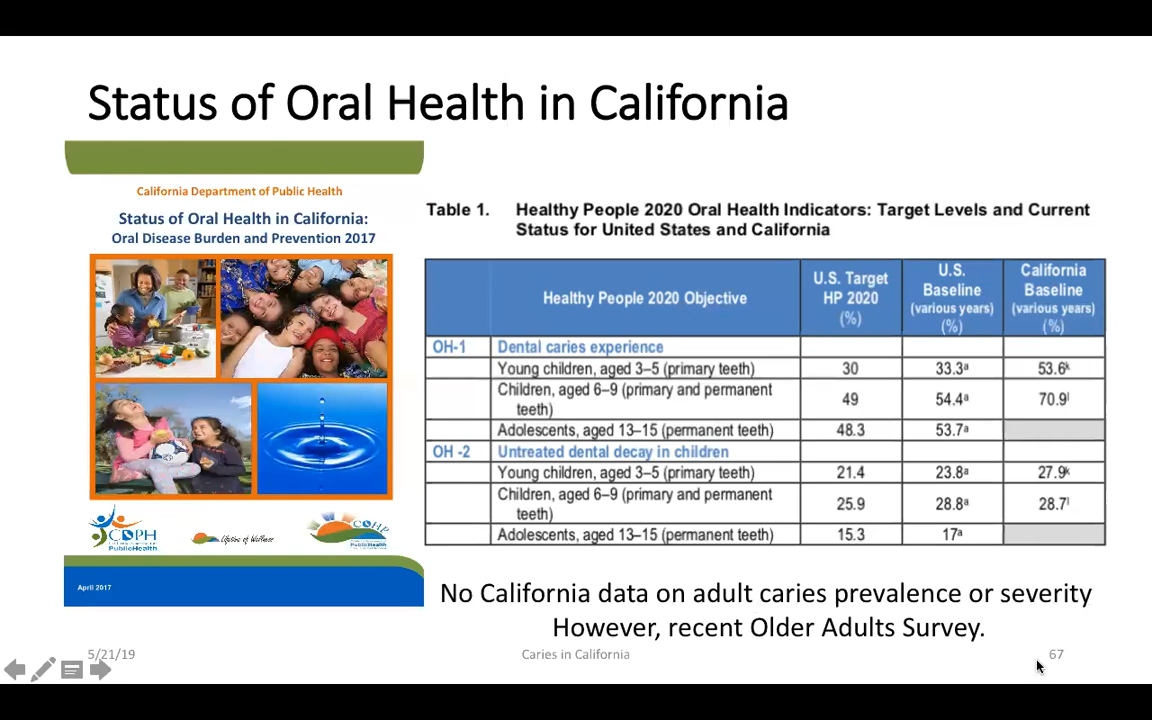 Status of Oral Health in California
California Department of Public Health
Status of Oral Health in California:
Oral Disease Burden and Prevention 2017
CDPH
PublicHealth
Lifetime of Wellness
COHP
PublicHealth
April 2017
Table 1. Healthy People 2020 Oral Health Indicators: Target Levels and Current
Status for United States and California
Healthy People 2020 Objective
U.S. Target
HP 2020
(%)
U.S.
Baseline
(various years)
(%)
California
Baseline
(various years)
(%)
OH-1 Dental caries experience
Young children, aged 3–5 (primary teeth) 30 33.3ᵃ 53.6ᵏ
Children, aged 6–9 (primary and permanent
teeth) 49 54.4ᵃ 70.9ˡ
Adolescents, aged 13–15 (permanent teeth) 48.3 53.7ᵃ
OH -2 Untreated dental decay in children
Young children, aged 3–5 (primary teeth) 21.4 23.8ᵃ 27.9ᵏ
Children, aged 6–9 (primary and permanent
teeth) 25.9 28.8ᵃ 28.7ˡ
Adolescents, aged 13–15 (permanent teeth) 15.3 17ᵃ
No California data on adult caries prevalence or severity
However, recent Older Adults Survey.
5/21/19 Caries in California 67